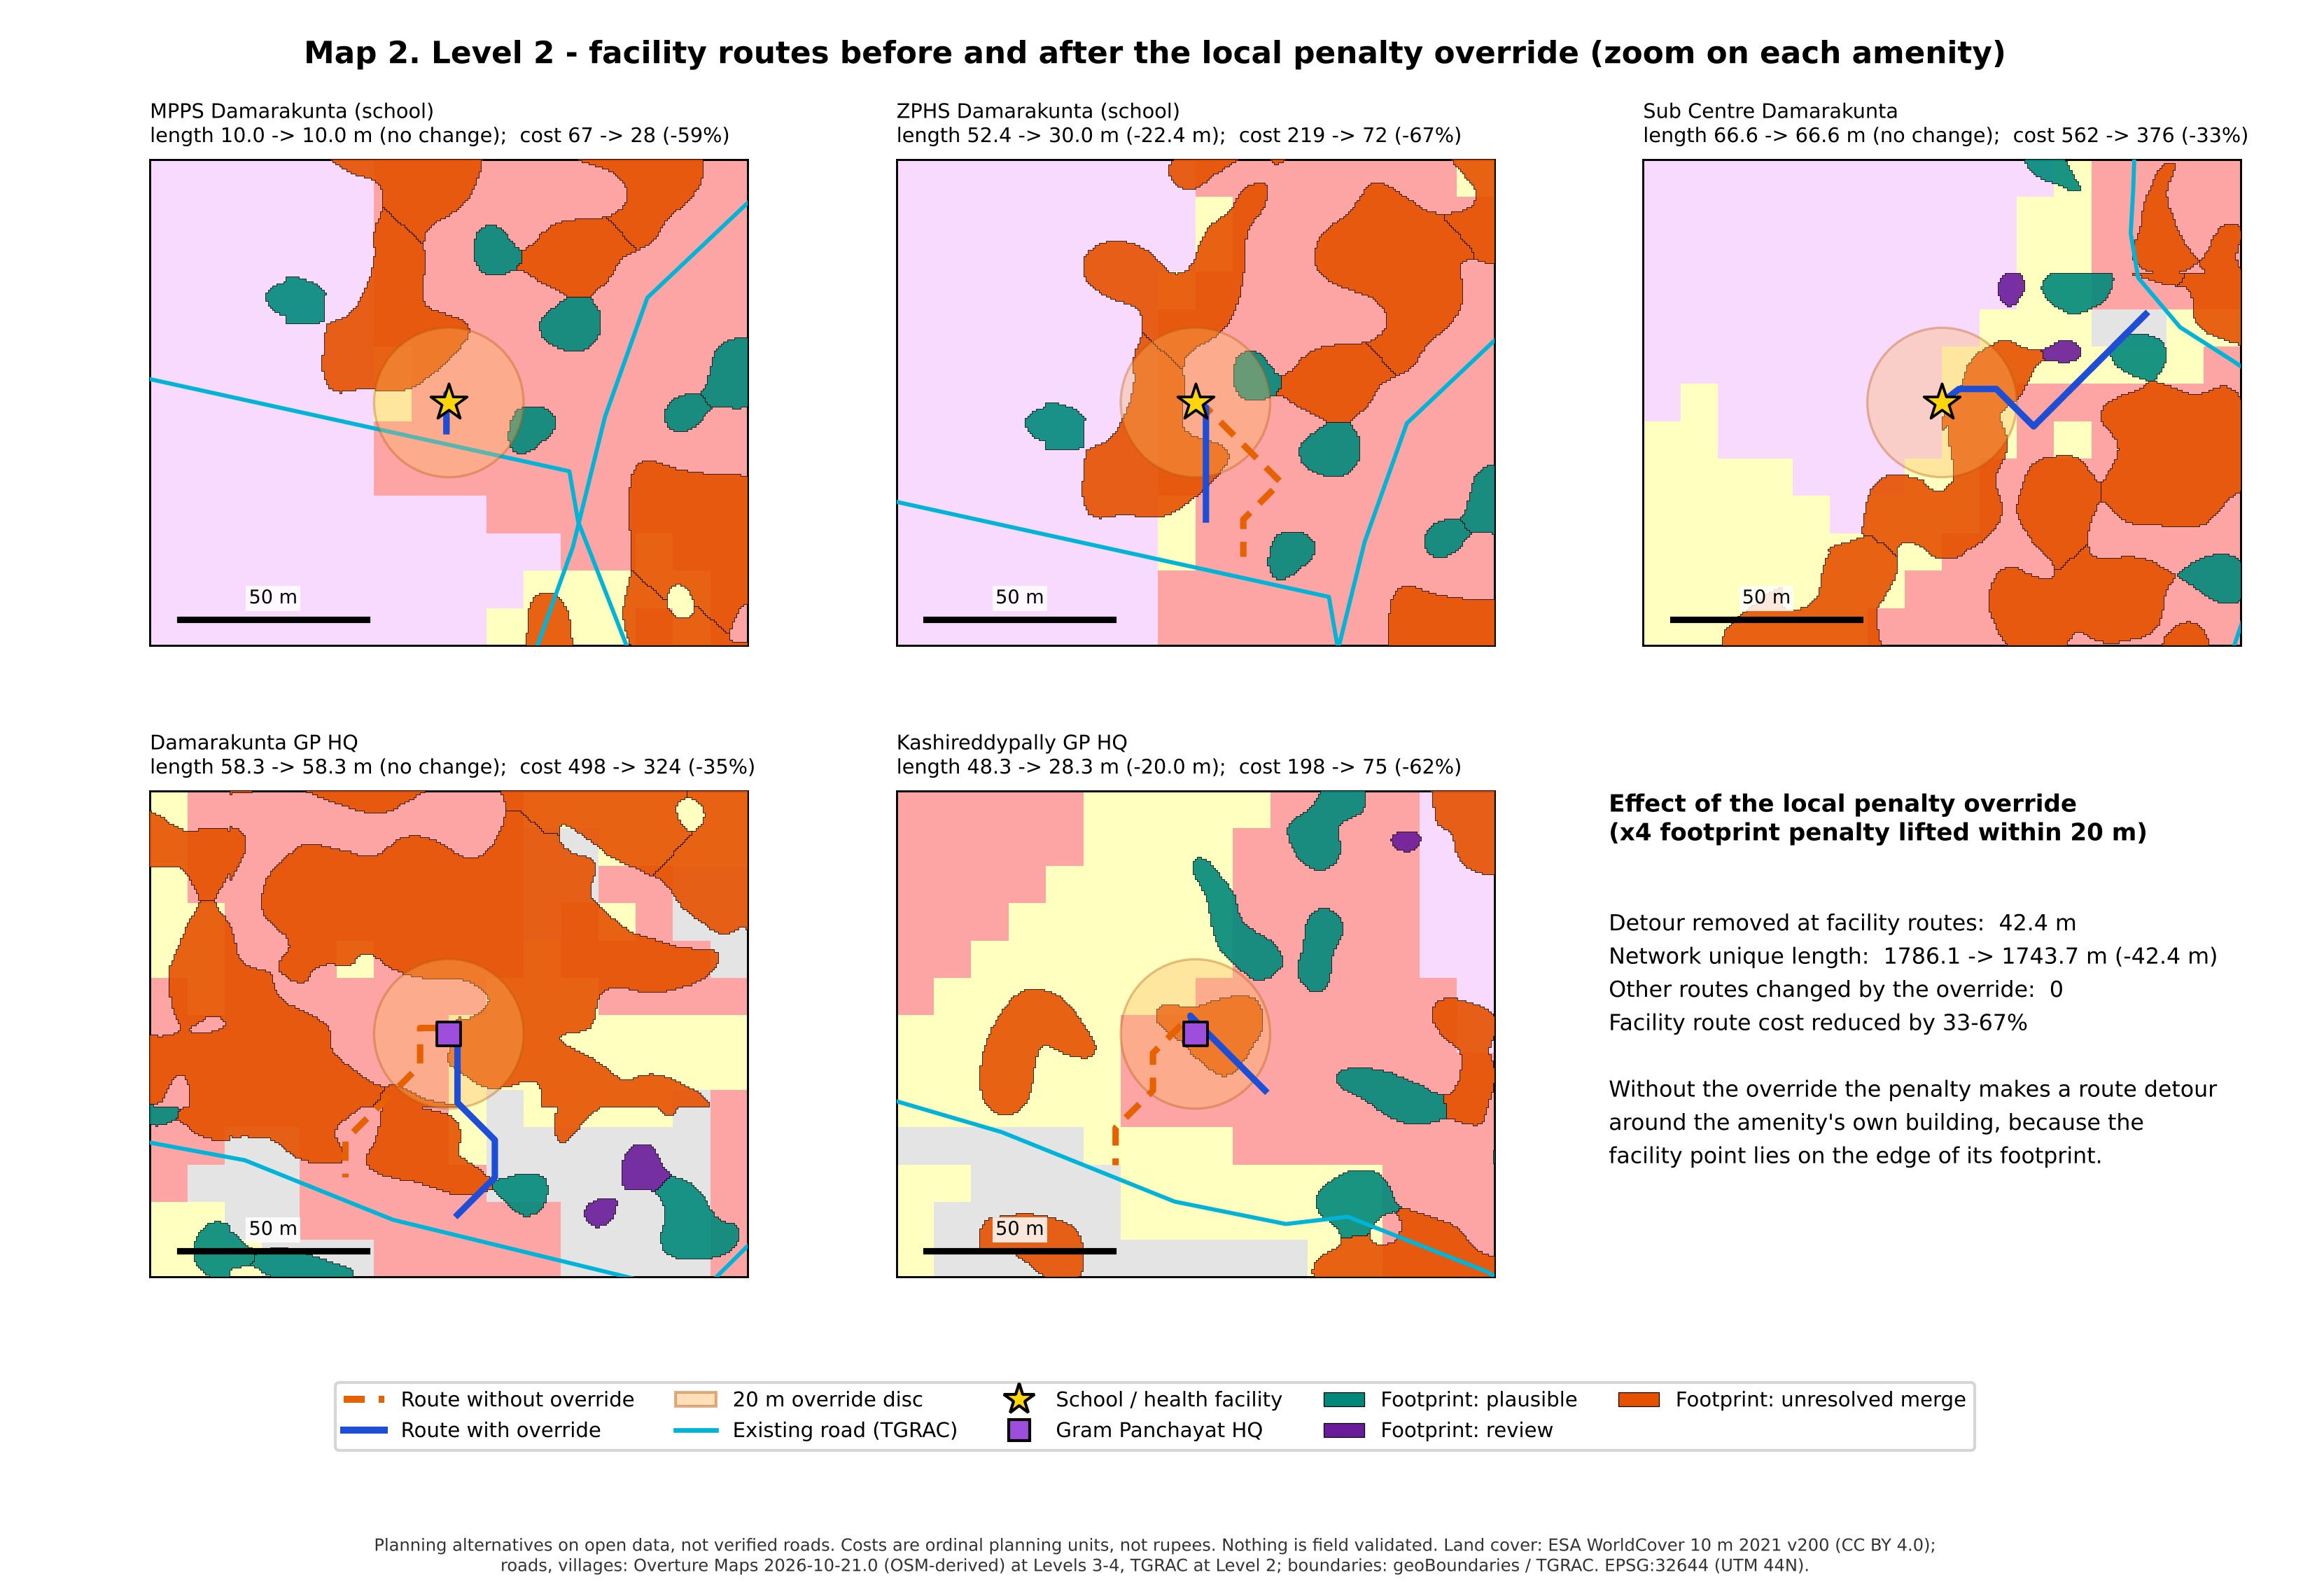 Map 2. Level 2 - facility routes before and after the local penalty override (zoom on each amenity)
MPPS Damarakunta (school)
length 10.0 -> 10.0 m (no change);  cost 67 -> 28 (-59%)
ZPHS Damarakunta (school)
length 52.4 -> 30.0 m (-22.4 m);  cost 219 -> 72 (-67%)
Sub Centre Damarakunta
length 66.6 -> 66.6 m (no change);  cost 562 -> 376 (-33%)
50 m
50 m
50 m
Damarakunta GP HQ
length 58.3 -> 58.3 m (no change);  cost 498 -> 324 (-35%)
Kashireddypally GP HQ
length 48.3 -> 28.3 m (-20.0 m);  cost 198 -> 75 (-62%)
50 m
50 m
Effect of the local penalty override
(x4 footprint penalty lifted within 20 m)
Detour removed at facility routes:  42.4 m
Network unique length:  1786.1 -> 1743.7 m (-42.4 m)
Other routes changed by the override:  0
Facility route cost reduced by 33-67%
Without the override the penalty makes a route detour
around the amenity's own building, because the
facility point lies on the edge of its footprint.
Route without override
Route with override
20 m override disc
Existing road (TGRAC)
School / health facility
Gram Panchayat HQ
Footprint: plausible
Footprint: review
Footprint: unresolved merge
Planning alternatives on open data, not verified roads. Costs are ordinal planning units, not rupees. Nothing is field validated. Land cover: ESA WorldCover 10 m 2021 v200 (CC BY 4.0);
roads, villages: Overture Maps 2026-10-21.0 (OSM-derived) at Levels 3-4, TGRAC at Level 2; boundaries: geoBoundaries / TGRAC. EPSG:32644 (UTM 44N).